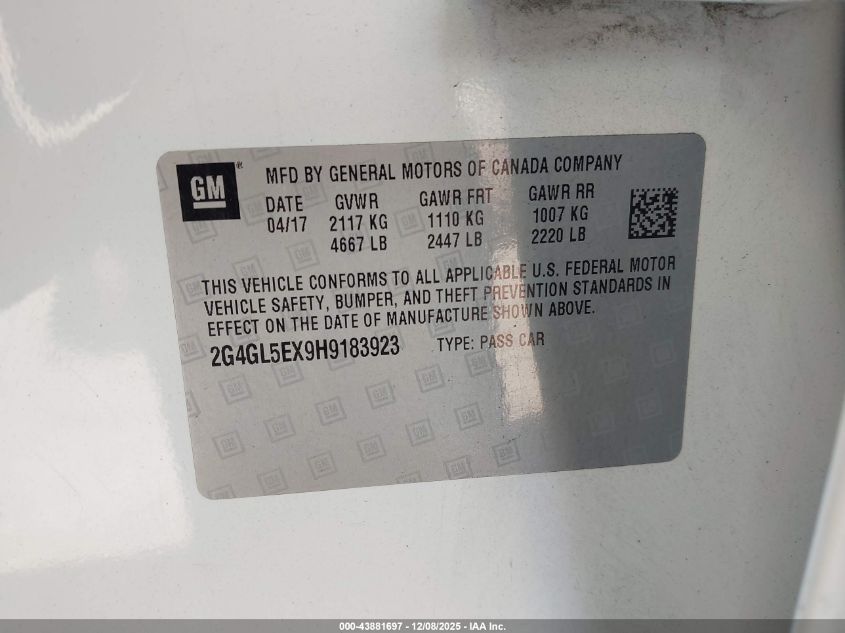 GM® MFD BY GENERAL MOTORS OF CANADA COMPANY
DATE GVWR GAWR FRT GAWR RR
04/17 2117 KG 1110 KG 1007 KG
4667 LB 2447 LB 2220 LB
THIS VEHICLE CONFORMS TO ALL APPLICABLE U.S. FEDERAL MOTOR
VEHICLE SAFETY, BUMPER, AND THEFT PREVENTION STANDARDS IN
EFFECT ON THE DATE OF MANUFACTURE SHOWN ABOVE.
2G4GL5EX9H9183923 TYPE: PASS CAR
000-43881697 - 12/08/2025 - IAA Inc.